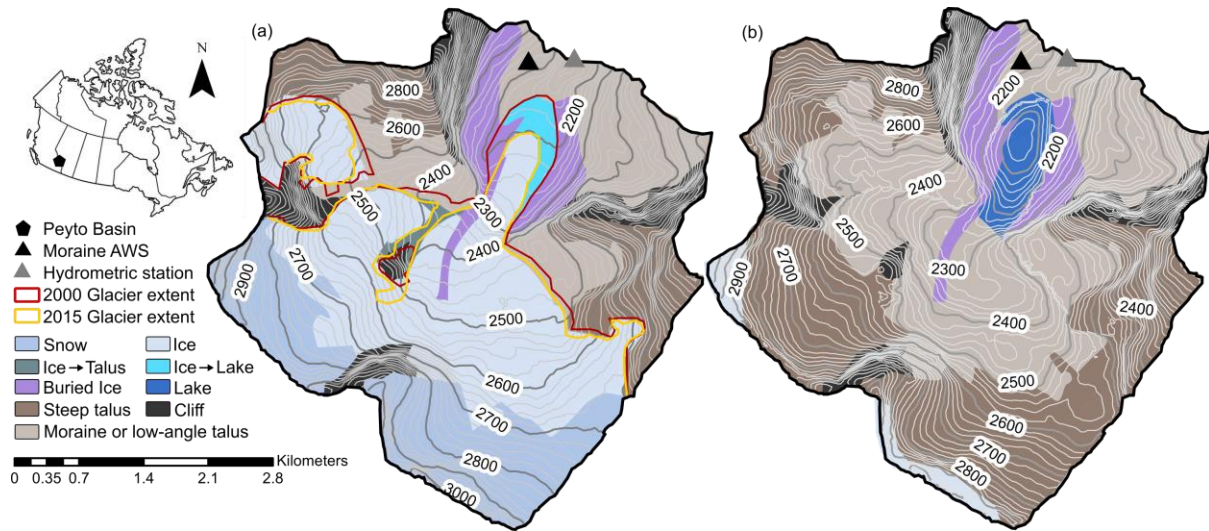 N
(a)
(b)
2800
2600
2200
2400
2500
2300
2400
2900
2700
2500
2600
2700
2800
3000
2800
2600
2200
2200
2400
2500
2900
2700
2300
2400
2400
2500
2600
2700
2800
Peyto Basin
Moraine AWS
Hydrometric station
2000 Glacier extent
2015 Glacier extent
Snow
Ice
Ice→Talus
Ice→Lake
Buried Ice
Lake
Steep talus
Cliff
Moraine or low-angle talus
Kilometers
0 0.35 0.7 1.4 2.1 2.8